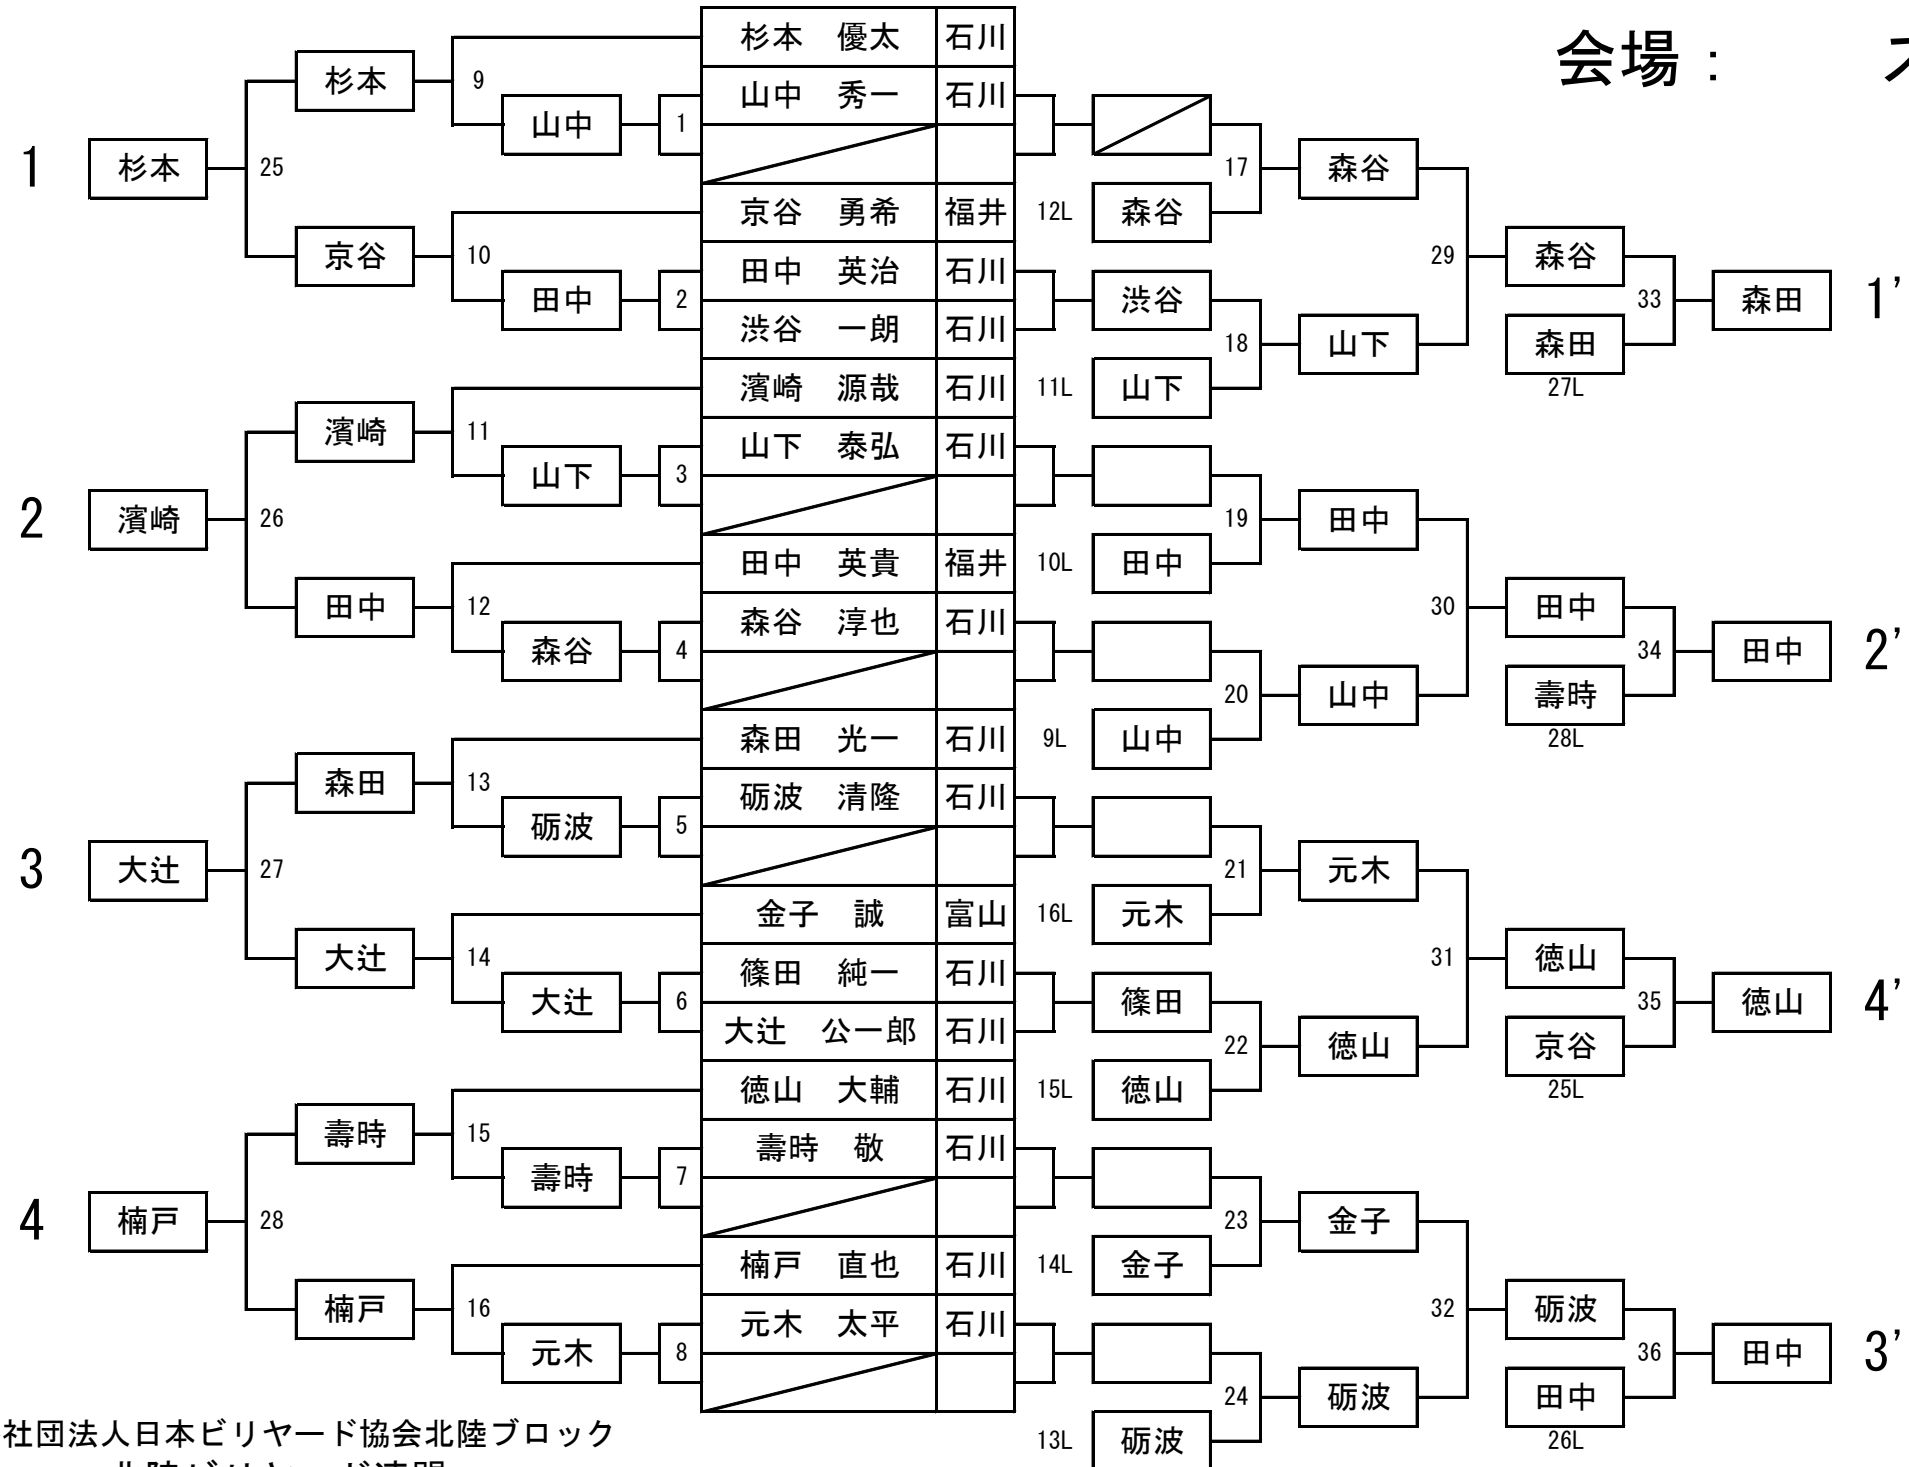 杉本 優太 石川
会場：
杉本 9 山中 秀一 石川
山中 1
1 杉本 25 17 森谷
京谷 勇希 福井 12L 森谷
京谷 10 田中 英治 石川 29 森谷
田中 2 渋谷 33 森田 1'
渋谷 一朗 石川 18 山下 森田
濱崎 源哉 石川 11L 山下 27L
濱崎 11 山下 泰弘 石川
山下 3
2 濱崎 26 19 田中
田中 英貴 福井 10L 田中
田中 12 森谷 淳也 石川 30 田中
森谷 4 34 田中 2'
20 山中 壽時
森田 光一 石川 9L 山中 28L
森田 13 砺波 清隆 石川
砺波 5
3 大辻 27 21 元木
金子 誠 富山 16L 元木
大辻 14 篠田 純一 石川 31 徳山
大辻 6 篠田 35 徳山 4'
大辻 公一郎 石川 22 徳山 京谷
徳山 大輔 石川 15L 徳山 25L
壽時 15 壽時 敬 石川
壽時 7
4 楠戸 28 23 金子
楠戸 直也 石川 14L 金子
楠戸 16 元木 太平 石川 32 砺波
元木 8 36 田中 3'
24 砺波 田中
社団法人日本ビリヤード協会北陸ブロック 13L 砺波 26L